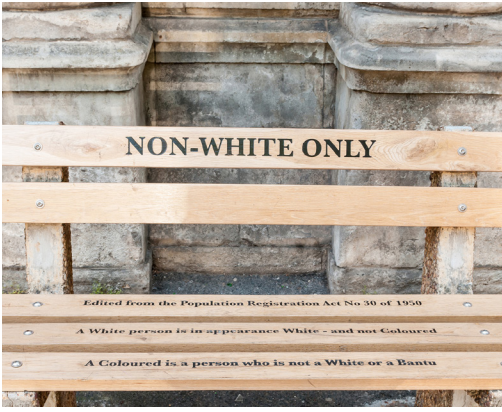 NON-WHITE ONLY
Edited from the Population Registration Act No 30 of 1950
A White person is in appearance White - and not Coloured
A Coloured is a person who is not a White or a Bantu